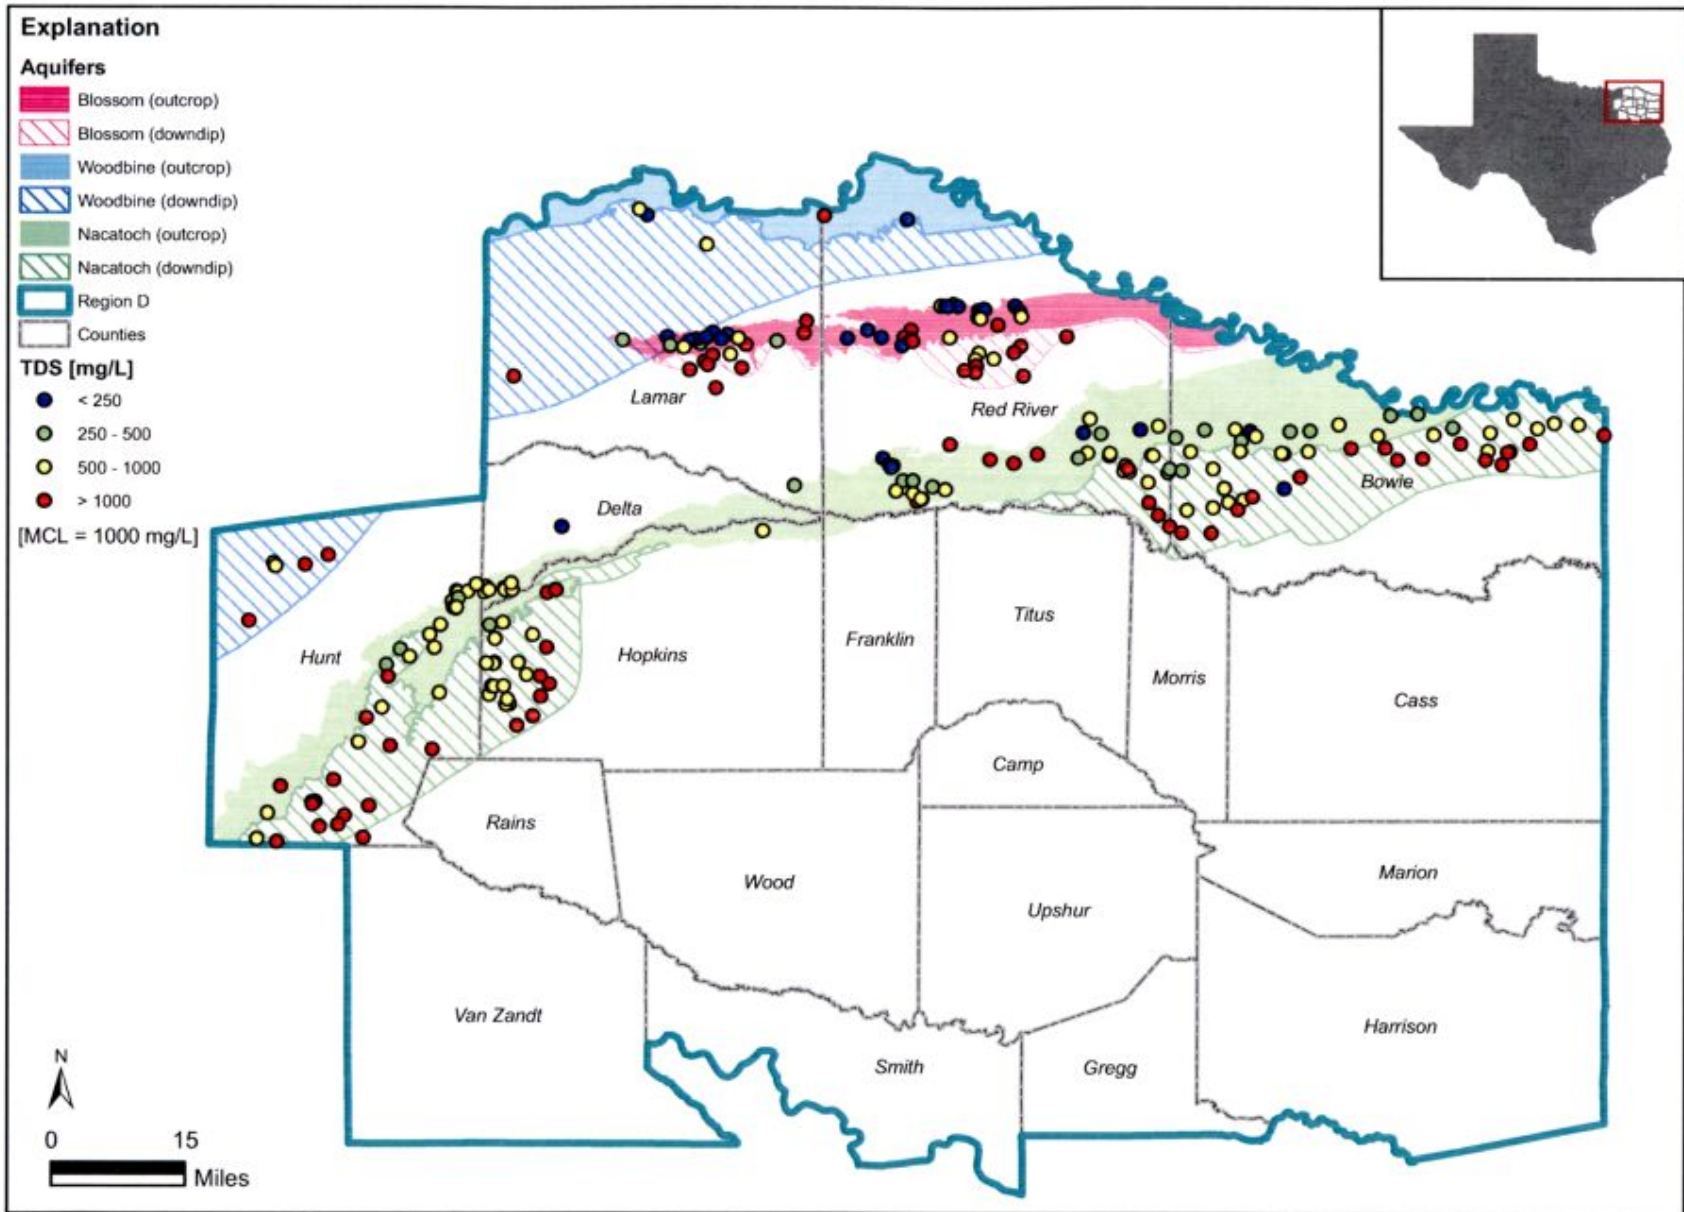 Explanation
Aquifers
Blossom (outcrop)
Blossom (downdip)
Woodbine (outcrop)
Woodbine (downdip)
Nacatoch (outcrop)
Nacatoch (downdip)
Region D
Counties
TDS [mg/L]
< 250
250 - 500
500 - 1000
> 1000
[MCL = 1000 mg/L]
Lamar
Red River
Delta
Bowie
Hunt
Hopkins
Franklin
Titus
Morris
Cass
Camp
Rains
Wood
Upshur
Marion
Van Zandt
Smith
Gregg
Harrison
N
0 15
Miles